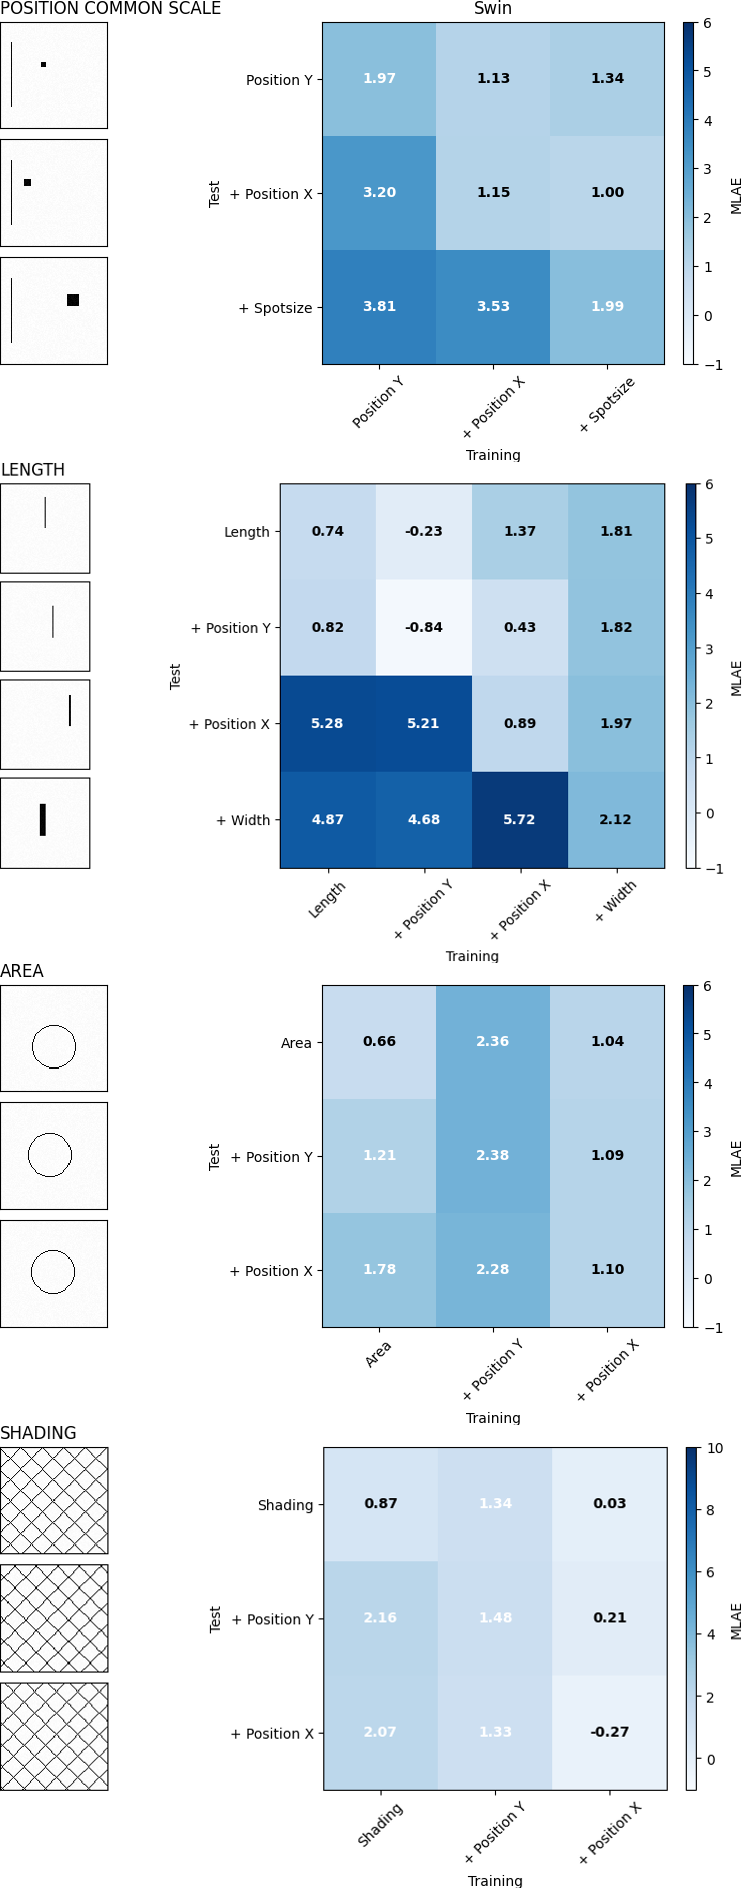 POSITION COMMON SCALE
Swin
Position Y 1.97 1.13 1.34
+ Position X 3.20 1.15 1.00
+ Spotsize 3.81 3.53 1.99
Test
Position Y + Position X + Spotsize
Training
6
5
4
3
2
1
0
−1
MLAE
LENGTH
Length 0.74 -0.23 1.37 1.81
+ Position Y 0.82 -0.84 0.43 1.82
+ Position X 5.28 5.21 0.89 1.97
+ Width 4.87 4.68 5.72 2.12
Test
Length + Position Y + Position X + Width
Training
6
5
4
3
2
1
0
−1
MLAE
AREA
Area 0.66 2.36 1.04
+ Position Y 1.21 2.38 1.09
+ Position X 1.78 2.28 1.10
Test
Area + Position Y + Position X
Training
6
5
4
3
2
1
0
−1
MLAE
SHADING
Shading 0.87 1.34 0.03
+ Position Y 2.16 1.48 0.21
+ Position X 2.07 1.33 -0.27
Test
Shading + Position Y + Position X
Training
10
8
6
4
2
0
MLAE